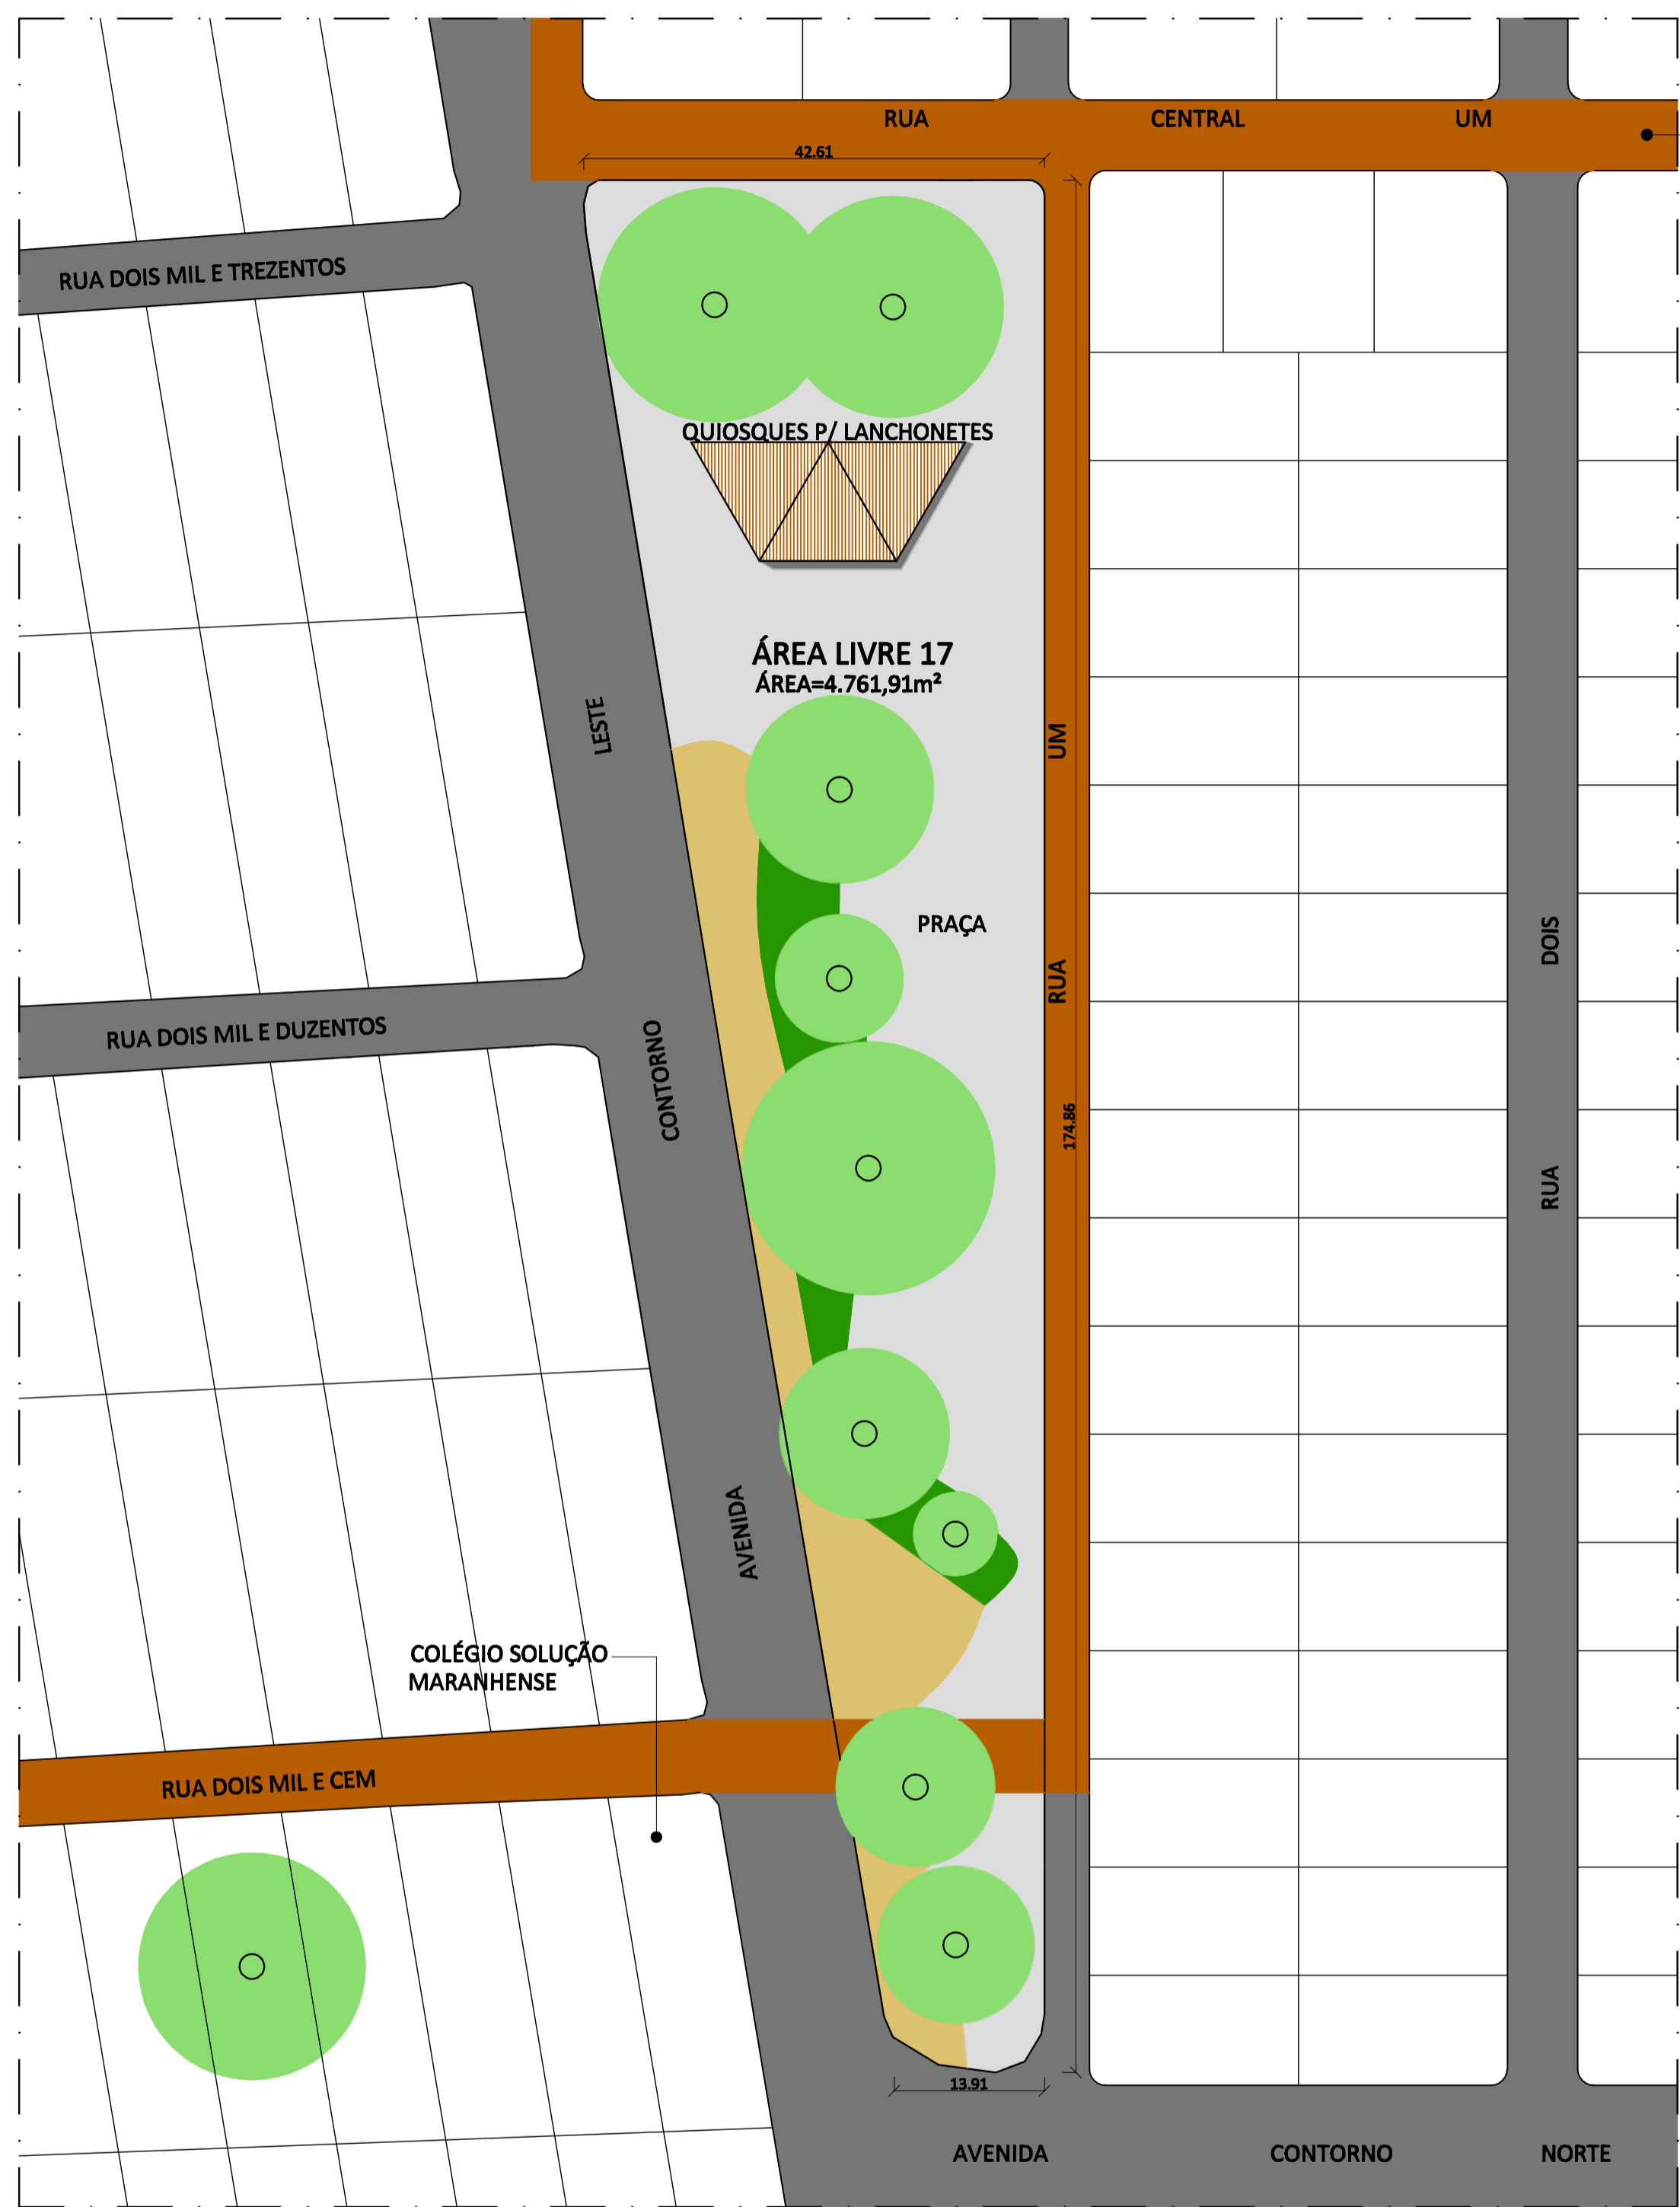 RUA CENTRAL UM
42.61
RUA DOIS MIL E TREZENTOS
QUIOSQUES P/ LANCHONETES
ÁREA LIVRE 17
ÁREA=4.761,91m²
AVENIDA CONTORNO LESTE
RUA UM
PRAÇA
RUA DOIS
RUA DOIS MIL E DUZENTOS
174.86
COLÉGIO SOLUÇÃO
MARANHENSE
RUA DOIS MIL E CEM
13.91
AVENIDA CONTORNO NORTE